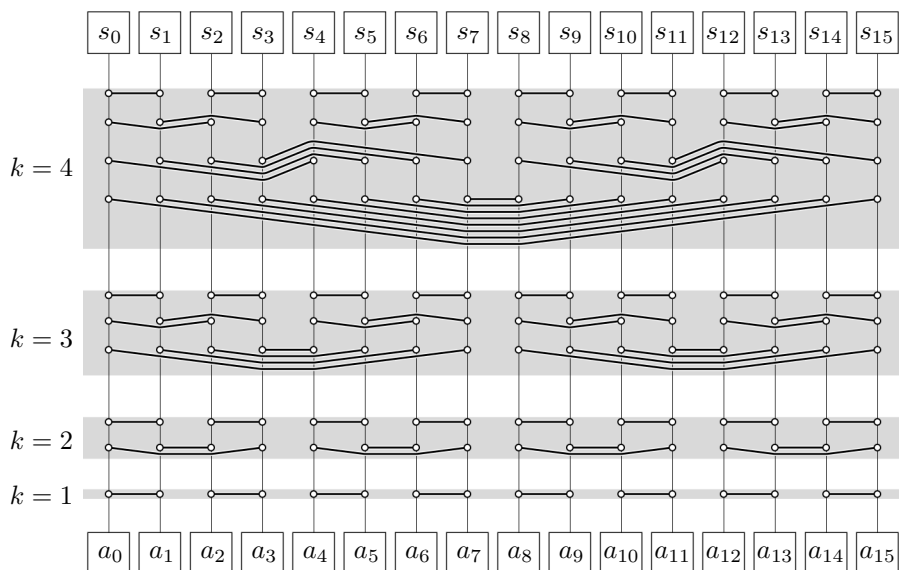 s₀ s₁ s₂ s₃ s₄ s₅ s₆ s₇ s₈ s₉ s₁₀ s₁₁ s₁₂ s₁₃ s₁₄ s₁₅
k = 4
k = 3
k = 2
k = 1
a₀ a₁ a₂ a₃ a₄ a₅ a₆ a₇ a₈ a₉ a₁₀ a₁₁ a₁₂ a₁₃ a₁₄ a₁₅